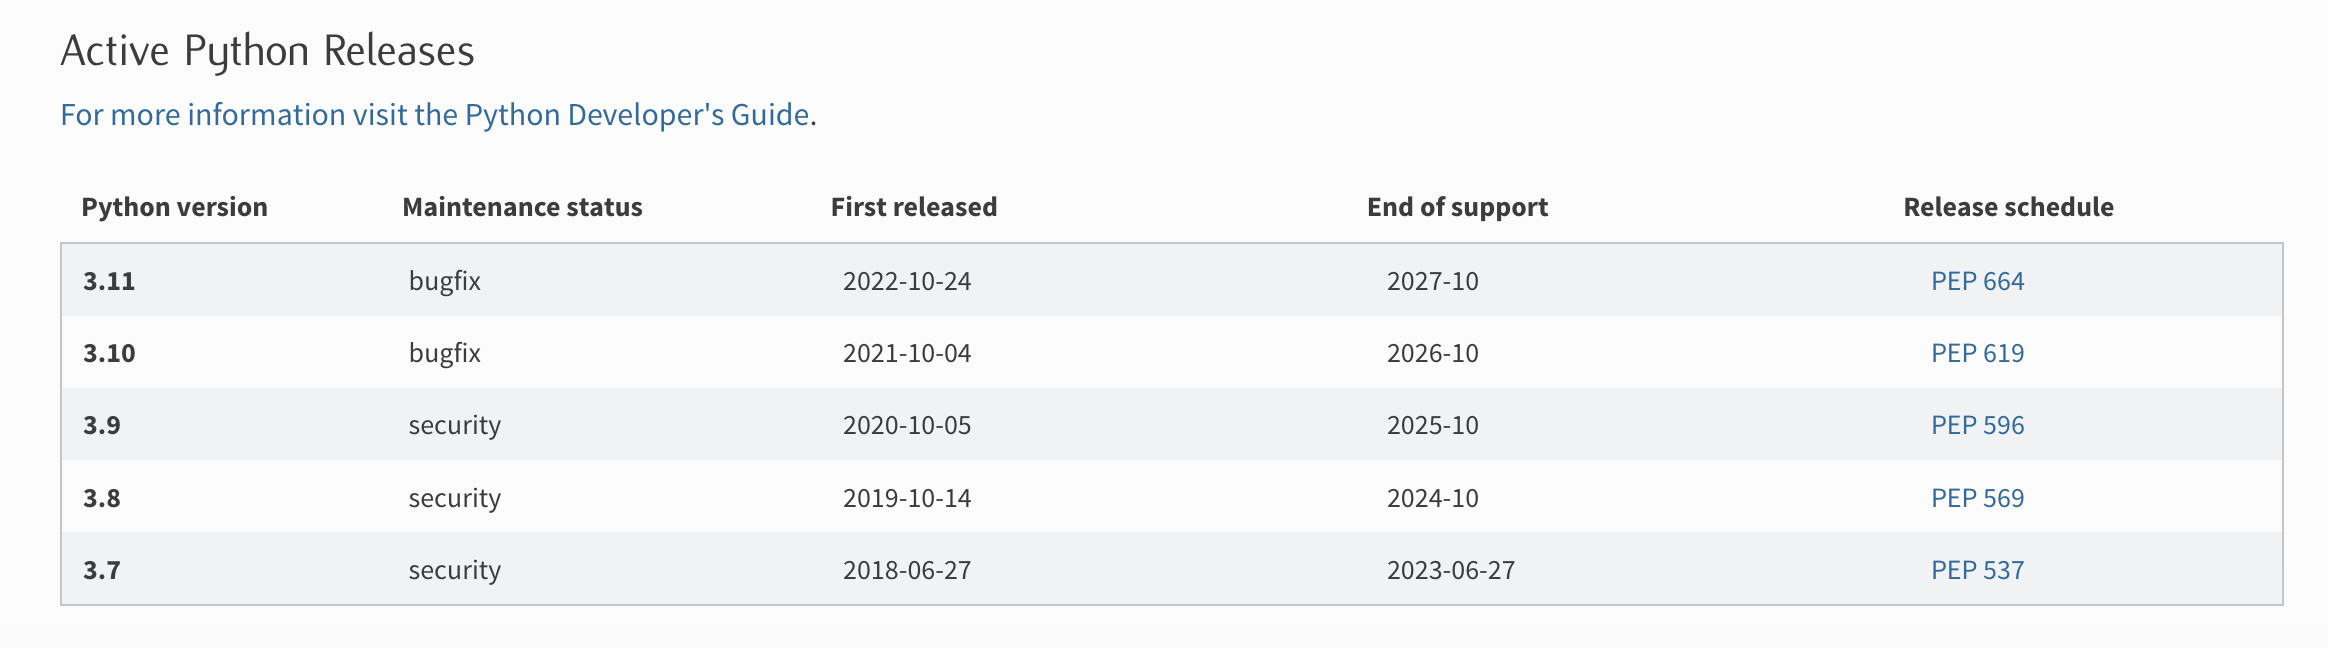 Active Python Releases
For more information visit the Python Developer's Guide.
Python version Maintenance status First released End of support Release schedule
3.11 bugfix 2022-10-24 2027-10 PEP 664
3.10 bugfix 2021-10-04 2026-10 PEP 619
3.9 security 2020-10-05 2025-10 PEP 596
3.8 security 2019-10-14 2024-10 PEP 569
3.7 security 2018-06-27 2023-06-27 PEP 537